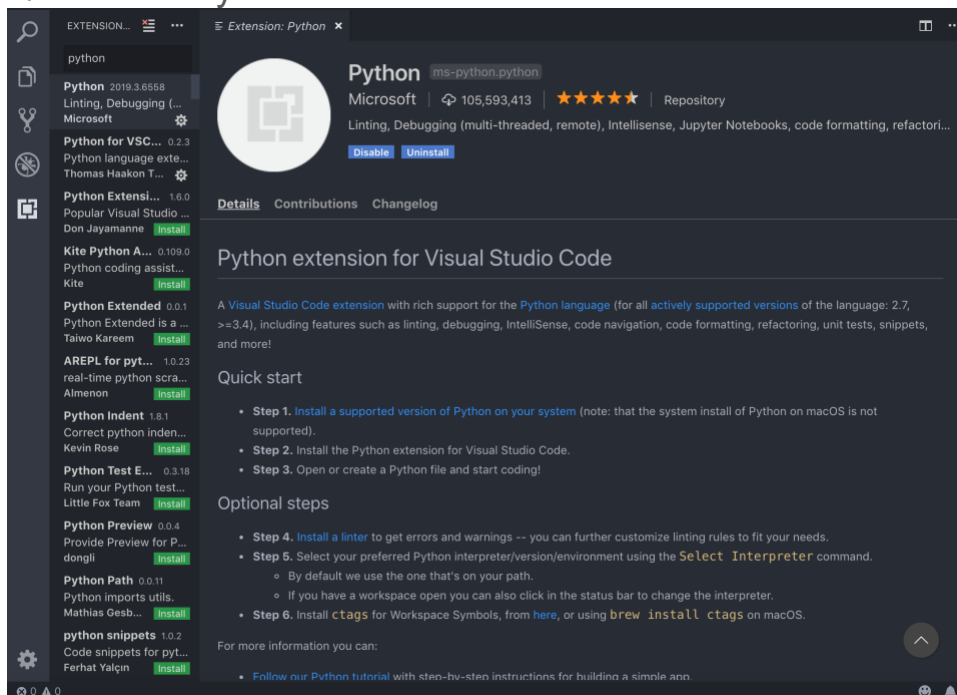 EXTENSION...
python
Python 2019.3.6558
Linting, Debugging (...
Microsoft
Python for VSC... 0.2.3
Python language exte...
Thomas Haakon T...
Python Extensi... 1.6.0
Popular Visual Studio ...
Don Jayamanne Install
Kite Python A... 0.109.0
Python coding assist...
Kite Install
Python Extended 0.0.1
Python Extended is a ...
Taiwo Kareem Install
AREPL for pyt... 1.0.23
real-time python scra...
Almenon Install
Python Indent 1.8.1
Correct python inden...
Kevin Rose Install
Python Test E... 0.3.18
Run your Python test...
Little Fox Team Install
Python Preview 0.0.4
Provide Preview for P...
dongli Install
Python Path 0.0.11
Python imports utils.
Mathias Gesb... Install
python snippets 1.0.2
Code snippets for pyt...
Ferhat Yalçın Install
Extension: Python
Python ms-python.python
Microsoft 105,593,413 Repository
Linting, Debugging (multi-threaded, remote), Intellisense, Jupyter Notebooks, code formatting, refactori...
Disable Uninstall
Details Contributions Changelog
Python extension for Visual Studio Code
A Visual Studio Code extension with rich support for the Python language (for all actively supported versions of the language: 2.7,
>=3.4), including features such as linting, debugging, IntelliSense, code navigation, code formatting, refactoring, unit tests, snippets,
and more!
Quick start
• Step 1. Install a supported version of Python on your system (note: that the system install of Python on macOS is not
supported).
• Step 2. Install the Python extension for Visual Studio Code.
• Step 3. Open or create a Python file and start coding!
Optional steps
• Step 4. Install a linter to get errors and warnings -- you can further customize linting rules to fit your needs.
• Step 5. Select your preferred Python interpreter/version/environment using the Select Interpreter command.
◦ By default we use the one that's on your path.
◦ If you have a workspace open you can also click in the status bar to change the interpreter.
• Step 6. Install ctags for Workspace Symbols, from here, or using brew install ctags on macOS.
For more information you can:
• Follow our Python tutorial with step-by-step instructions for building a simple app.
0 0